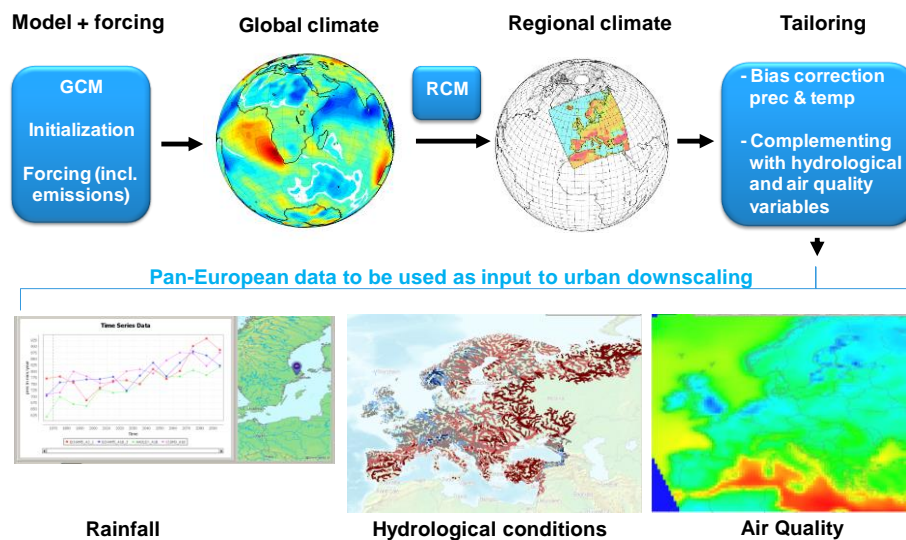 Model + forcing
Global climate
Regional climate
Tailoring
GCM
Initialization
Forcing (incl.
emissions)
RCM
- Bias correction
prec & temp
- Complementing
with hydrological
and air quality
variables
Pan-European data to be used as input to urban downscaling
Time Series Data
Time
Rainfall
Hydrological conditions
Air Quality